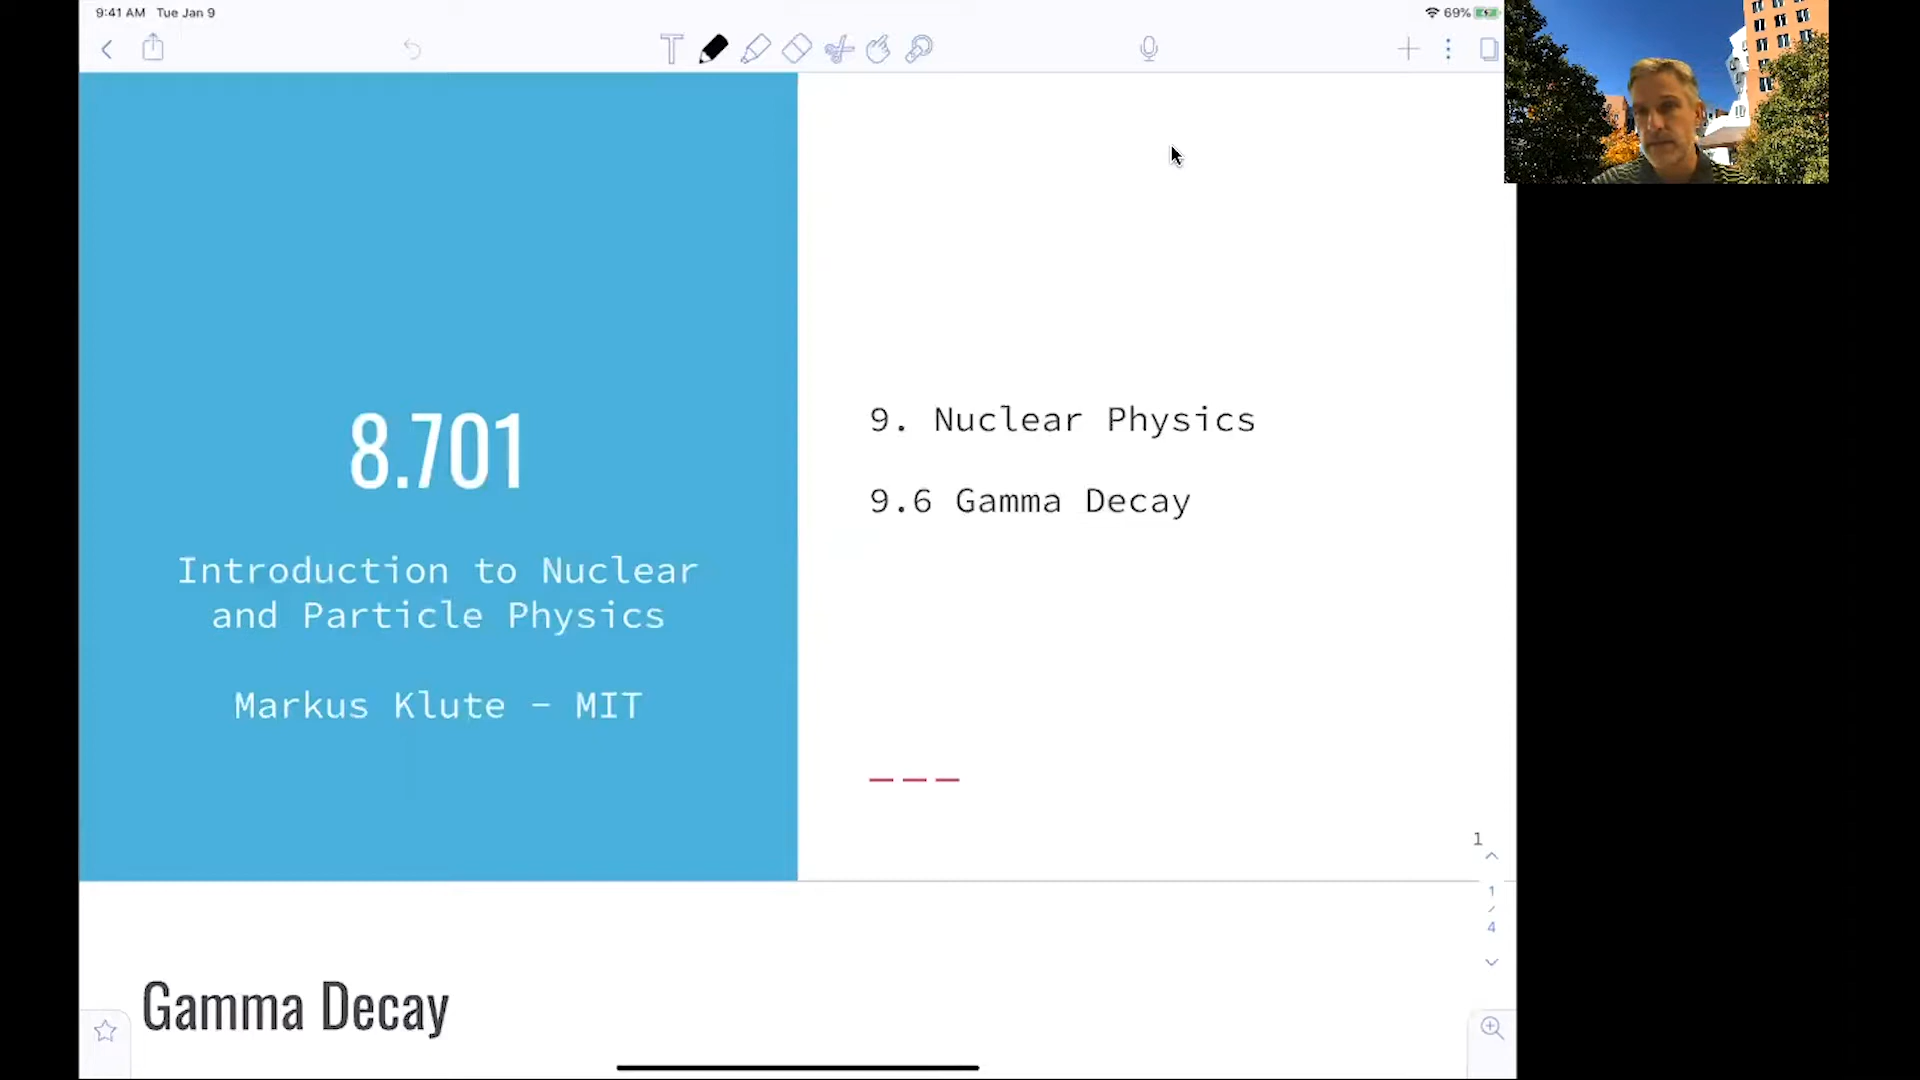 9:41 AM Tue Jan 9
69%
8.701
Introduction to Nuclear
and Particle Physics
Markus Klute - MIT
9. Nuclear Physics
9.6 Gamma Decay
1
1
/
4
Gamma Decay